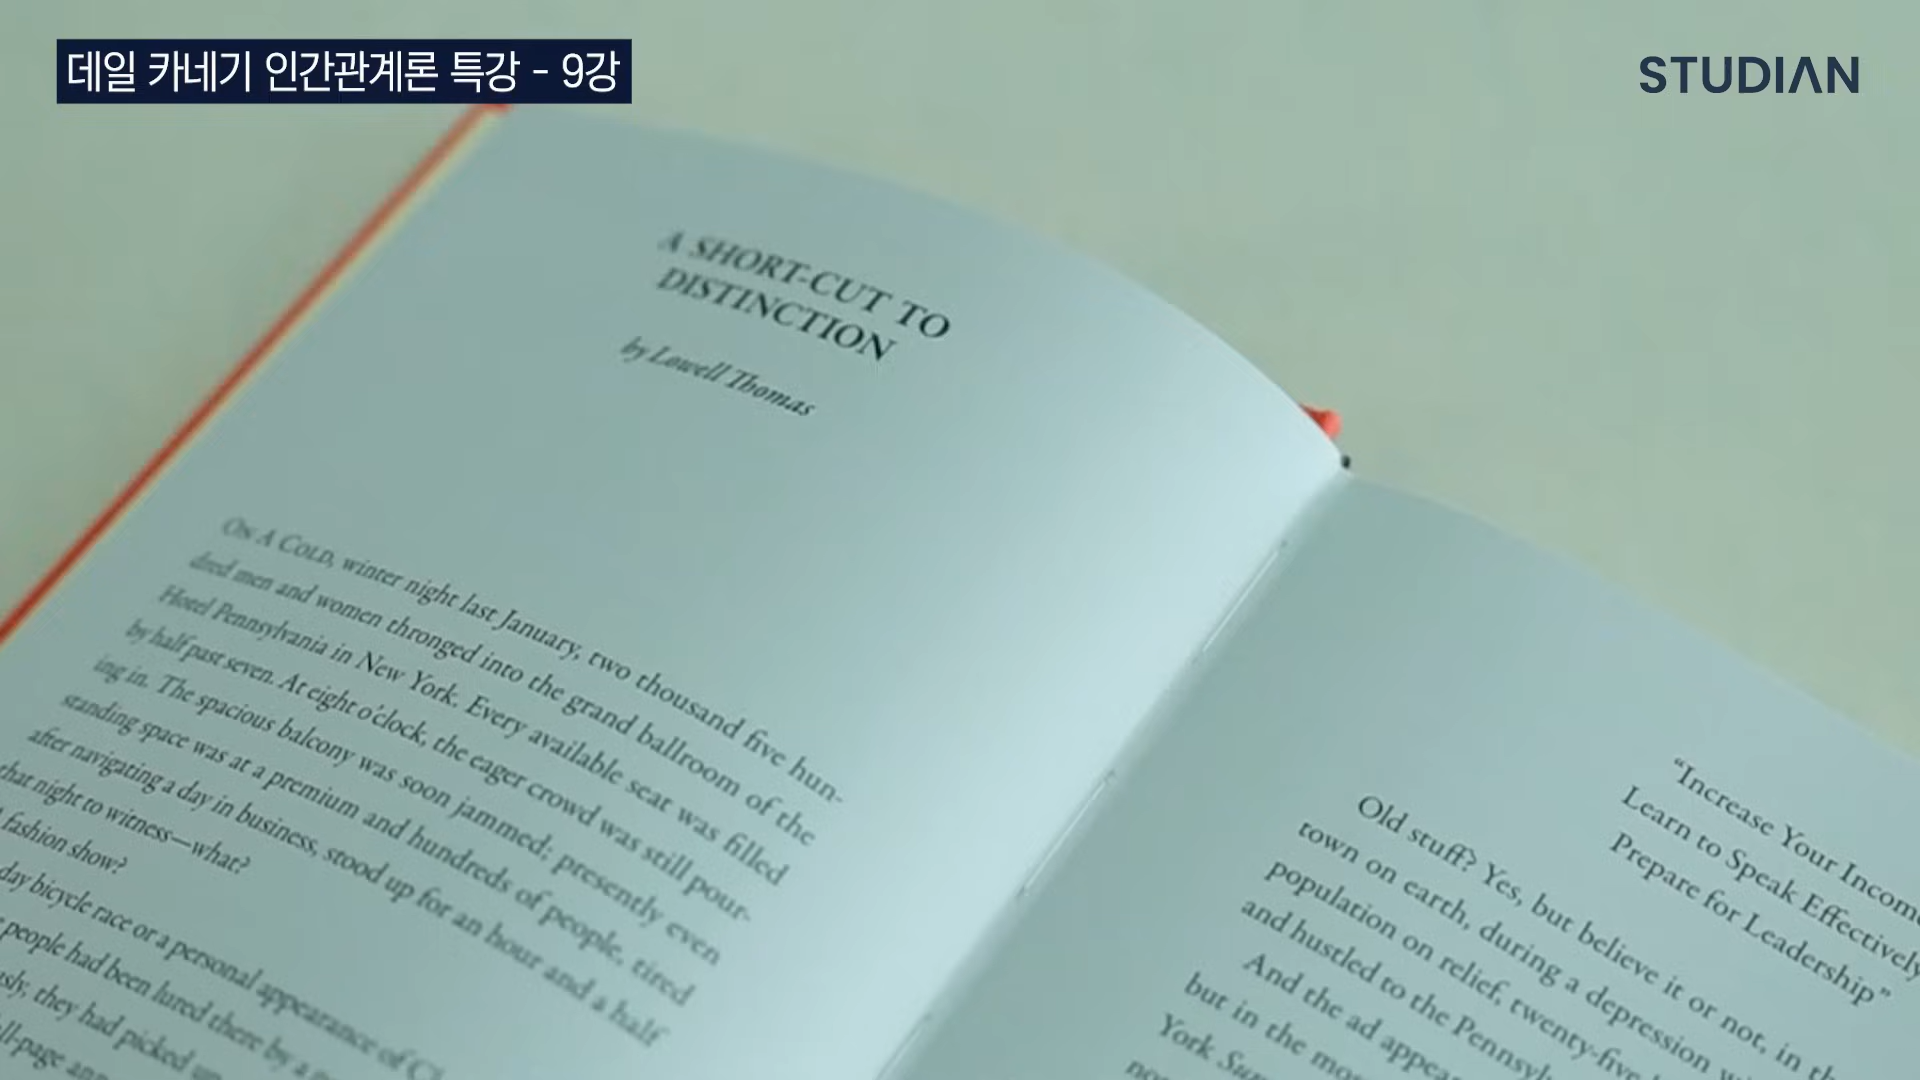 데일 카네기 인간관계론 특강 - 9강
STUDIAN
A SHORT-CUT TO
DISTINCTION
by Lowell Thomas
ON A COLD, winter night last January, two thousand five hun-
dred men and women thronged into the grand ballroom of the
Hotel Pennsylvania in New York. Every available seat was filled
by half past seven. At eight o'clock, the eager crowd was still pour-
ing in. The spacious balcony was soon jammed; presently even
standing space was at a premium and hundreds of people, tired
after navigating a day in business, stood up for an hour and a half
that night to witness—what?
A fashion show?
day bicycle race or a personal appearance of
people had been lured there by a
they had picked
“Increase Your Income
Learn to Speak Effectively
Prepare for Leadership”
Old stuff? Yes, but believe it or not, in
town on earth, during a depression
population on relief, twenty-five
and hustled to the
And the ad
but in the
York